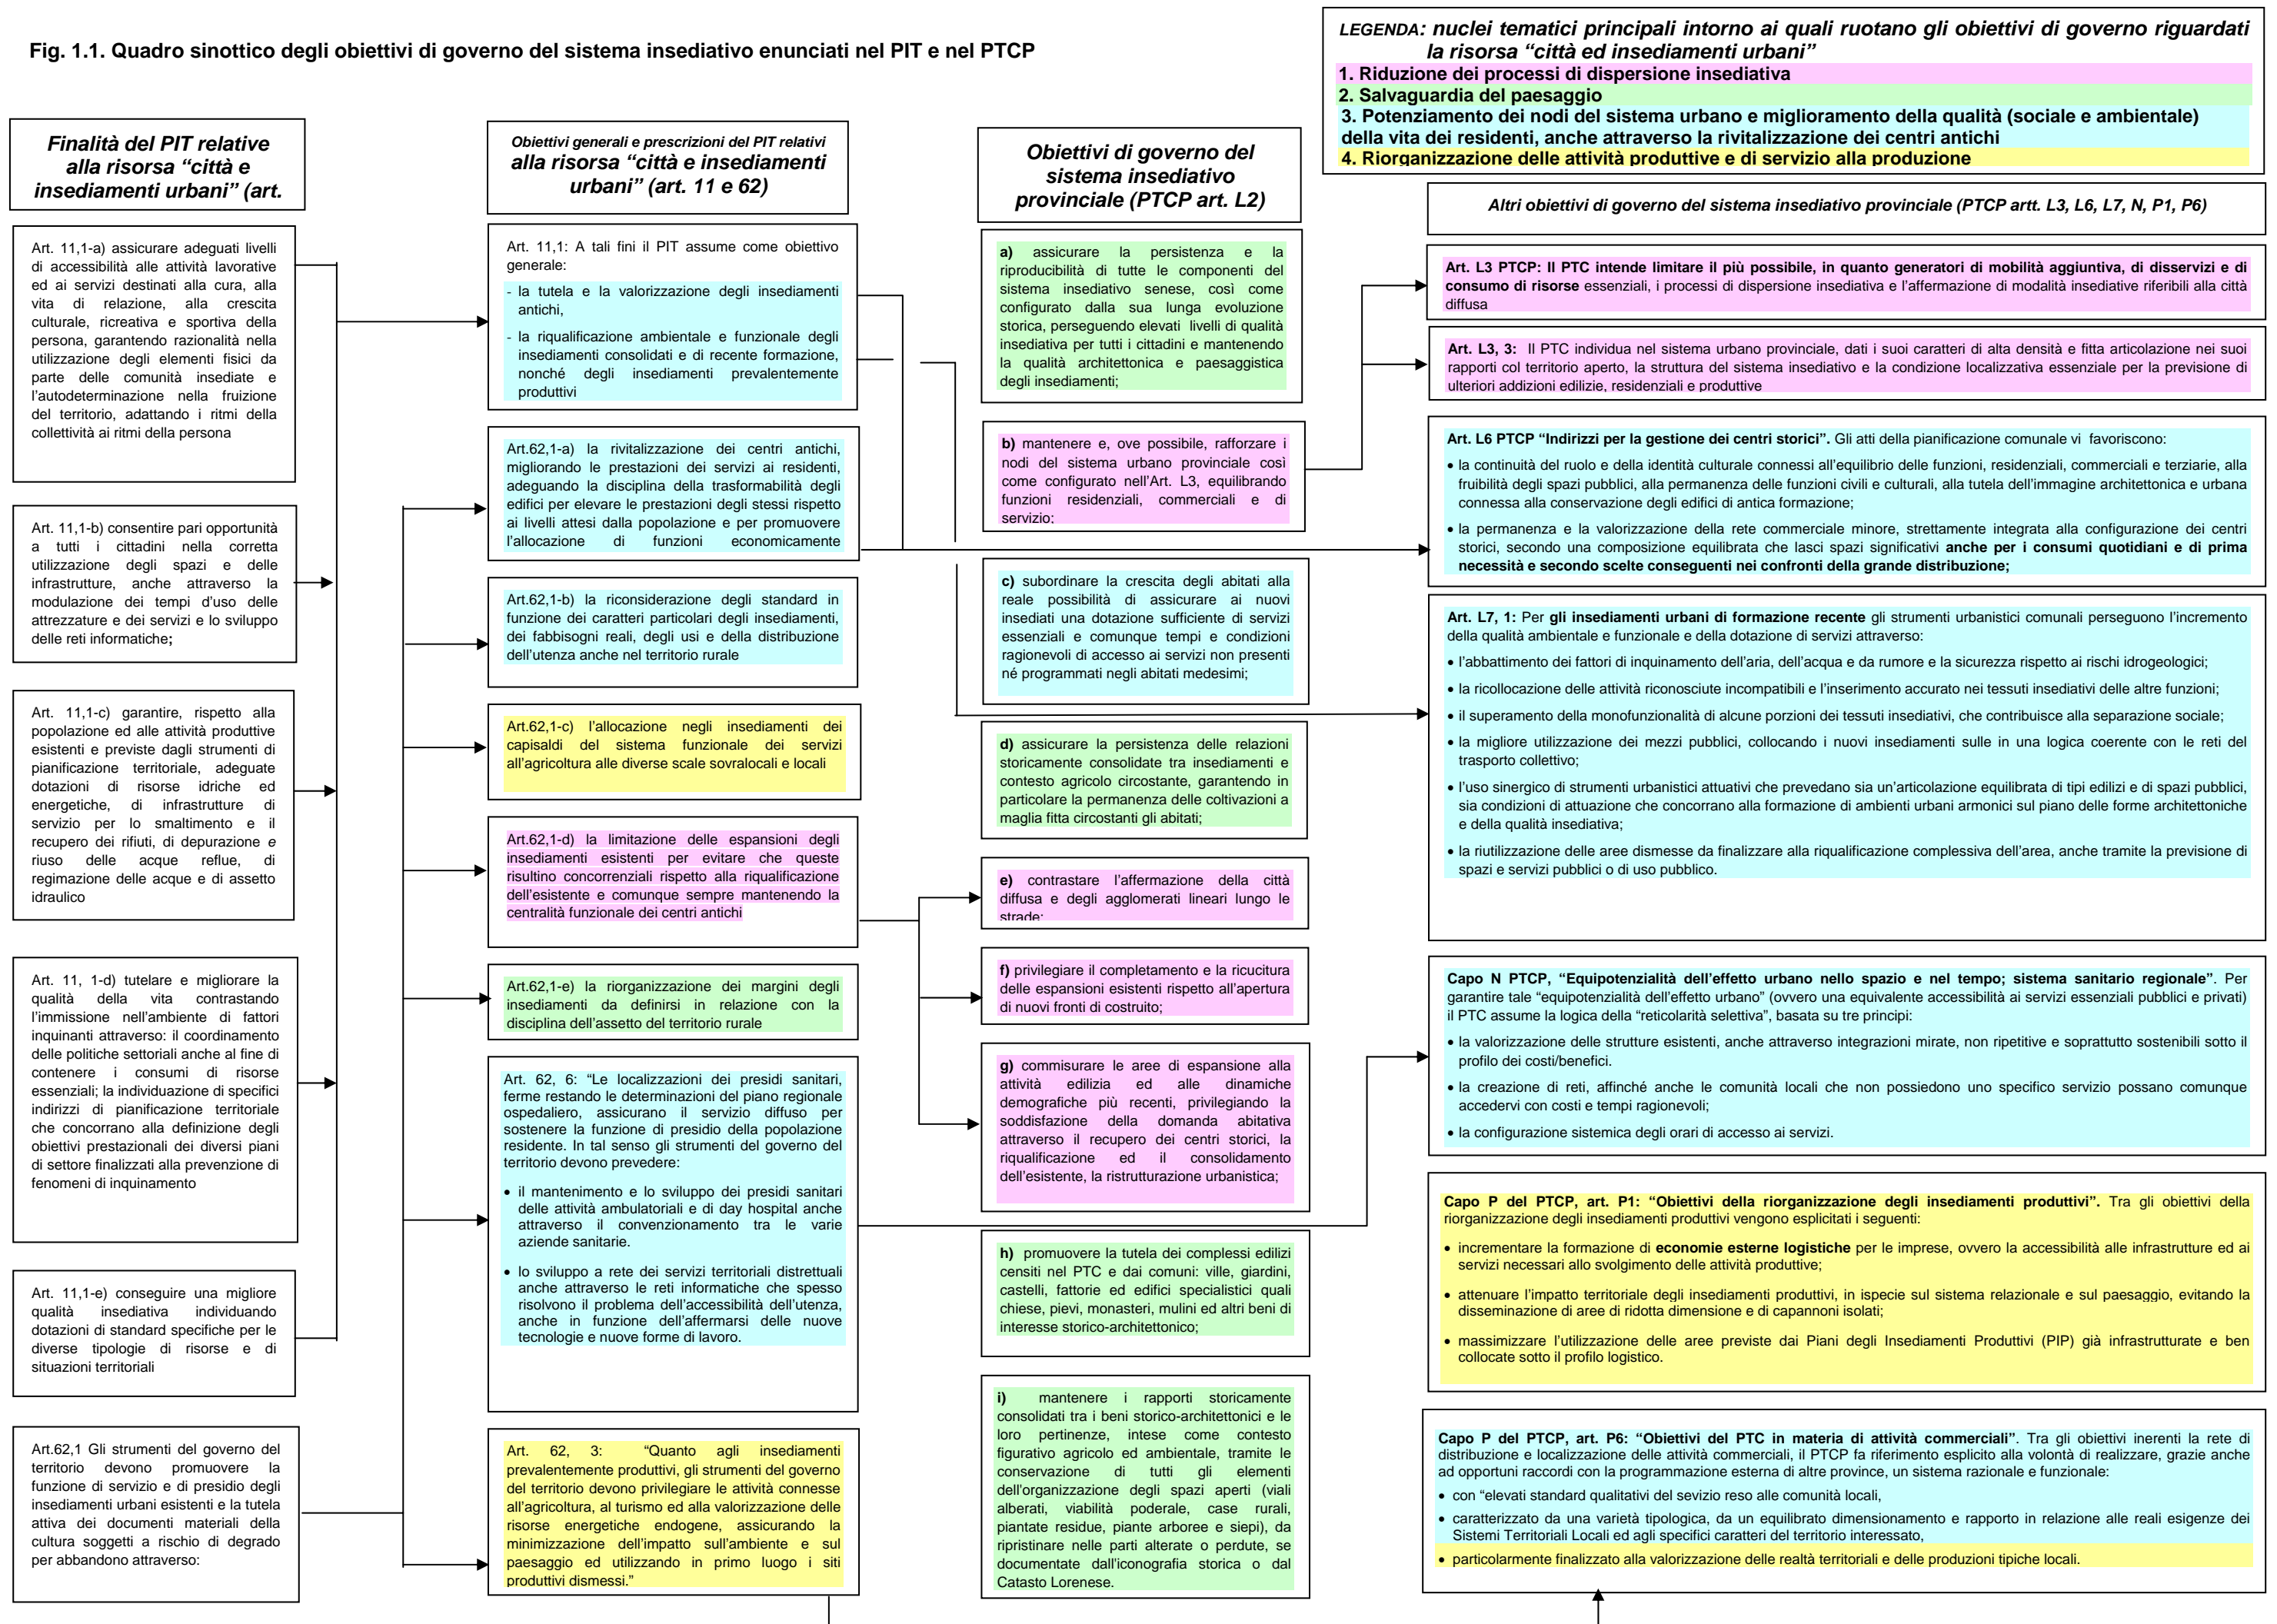 Fig. 1.1. Quadro sinottico degli obiettivi di governo del sistema insediativo enunciati nel PIT e nel PTCP
LEGENDA: nuclei tematici principali intorno ai quali ruotano gli obiettivi di governo riguardati
la risorsa “città ed insediamenti urbani”
1. Riduzione dei processi di dispersione insediativa
2. Salvaguardia del paesaggio
3. Potenziamento dei nodi del sistema urbano e miglioramento della qualità (sociale e ambientale)
della vita dei residenti, anche attraverso la rivitalizzazione dei centri antichi
4. Riorganizzazione delle attività produttive e di servizio alla produzione
Finalità del PIT relative
alla risorsa “città e
insediamenti urbani” (art.
Art. 11,1-a) assicurare adeguati livelli
di accessibilità alle attività lavorative
ed ai servizi destinati alla cura, alla
vita di relazione, alla crescita
culturale, ricreativa e sportiva della
persona, garantendo razionalità nella
utilizzazione degli elementi fisici da
parte delle comunità insediate e
l’autodeterminazione nella fruizione
del territorio, adattando i ritmi della
collettività ai ritmi della persona
Art. 11,1-b) consentire pari opportunità
a tutti i cittadini nella corretta
utilizzazione degli spazi e delle
infrastrutture, anche attraverso la
modulazione dei tempi d’uso delle
attrezzature e dei servizi e lo sviluppo
delle reti informatiche;
Art. 11,1-c) garantire, rispetto alla
popolazione ed alle attività produttive
esistenti e previste dagli strumenti di
pianificazione territoriale, adeguate
dotazioni di risorse idriche ed
energetiche, di infrastrutture di
servizio per lo smaltimento e il
recupero dei rifiuti, di depurazione e
riuso delle acque reflue, di
regimazione delle acque e di assetto
idraulico
Art. 11, 1-d) tutelare e migliorare la
qualità della vita contrastando
l’immissione nell’ambiente di fattori
inquinanti attraverso: il coordinamento
delle politiche settoriali anche al fine di
contenere i consumi di risorse
essenziali; la individuazione di specifici
indirizzi di pianificazione territoriale
che concorrano alla definizione degli
obiettivi prestazionali dei diversi piani
di settore finalizzati alla prevenzione di
fenomeni di inquinamento
Art. 11,1-e) conseguire una migliore
qualità insediativa individuando
dotazioni di standard specifiche per le
diverse tipologie di risorse e di
situazioni territoriali
Art.62,1 Gli strumenti del governo del
territorio devono promuovere la
funzione di servizio e di presidio degli
insediamenti urbani esistenti e la tutela
attiva dei documenti materiali della
cultura soggetti a rischio di degrado
per abbandono attraverso:
Obiettivi generali e prescrizioni del PIT relativi
alla risorsa “città e insediamenti
urbani” (art. 11 e 62)
Art. 11,1: A tali fini il PIT assume come obiettivo
generale:
- la tutela e la valorizzazione degli insediamenti
antichi,
- la riqualificazione ambientale e funzionale degli
insediamenti consolidati e di recente formazione,
nonché degli insediamenti prevalentemente
produttivi
Art.62,1-a) la rivitalizzazione dei centri antichi,
migliorando le prestazioni dei servizi ai residenti,
adeguando la disciplina della trasformabilità degli
edifici per elevare le prestazioni degli stessi rispetto
ai livelli attesi dalla popolazione e per promuovere
l’allocazione di funzioni economicamente
Art.62,1-b) la riconsiderazione degli standard in
funzione dei caratteri particolari degli insediamenti,
dei fabbisogni reali, degli usi e della distribuzione
dell’utenza anche nel territorio rurale
Art.62,1-c) l’allocazione negli insediamenti dei
capisaldi del sistema funzionale dei servizi
all’agricoltura alle diverse scale sovralocali e locali
Art.62,1-d) la limitazione delle espansioni degli
insediamenti esistenti per evitare che queste
risultino concorrenziali rispetto alla riqualificazione
dell’esistente e comunque sempre mantenendo la
centralità funzionale dei centri antichi
Art.62,1-e) la riorganizzazione dei margini degli
insediamenti da definirsi in relazione con la
disciplina dell’assetto del territorio rurale
Art. 62, 6: “Le localizzazioni dei presidi sanitari,
ferme restando le determinazioni del piano regionale
ospedaliero, assicurano il servizio diffuso per
sostenere la funzione di presidio della popolazione
residente. In tal senso gli strumenti del governo del
territorio devono prevedere:
• il mantenimento e lo sviluppo dei presidi sanitari
delle attività ambulatoriali e di day hospital anche
attraverso il convenzionamento tra le varie
aziende sanitarie.
• lo sviluppo a rete dei servizi territoriali distrettuali
anche attraverso le reti informatiche che spesso
risolvono il problema dell’accessibilità dell’utenza,
anche in funzione dell’affermarsi delle nuove
tecnologie e nuove forme di lavoro.
Art. 62, 3: “Quanto agli insediamenti
prevalentemente produttivi, gli strumenti del governo
del territorio devono privilegiare le attività connesse
all’agricoltura, al turismo ed alla valorizzazione delle
risorse energetiche endogene, assicurando la
minimizzazione dell’impatto sull’ambiente e sul
paesaggio ed utilizzando in primo luogo i siti
produttivi dismessi.”
Obiettivi di governo del
sistema insediativo
provinciale (PTCP art. L2)
a) assicurare la persistenza e la
riproducibilità di tutte le componenti del
sistema insediativo senese, così come
configurato dalla sua lunga evoluzione
storica, perseguendo elevati livelli di qualità
insediativa per tutti i cittadini e mantenendo
la qualità architettonica e paesaggistica
degli insediamenti;
b) mantenere e, ove possibile, rafforzare i
nodi del sistema urbano provinciale così
come configurato nell’Art. L3, equilibrando
funzioni residenziali, commerciali e di
servizio;
c) subordinare la crescita degli abitati alla
reale possibilità di assicurare ai nuovi
insediati una dotazione sufficiente di servizi
essenziali e comunque tempi e condizioni
ragionevoli di accesso ai servizi non presenti
né programmati negli abitati medesimi;
d) assicurare la persistenza delle relazioni
storicamente consolidate tra insediamenti e
contesto agricolo circostante, garantendo in
particolare la permanenza delle coltivazioni a
maglia fitta circostanti gli abitati;
e) contrastare l’affermazione della città
diffusa e degli agglomerati lineari lungo le
strade;
f) privilegiare il completamento e la ricucitura
delle espansioni esistenti rispetto all’apertura
di nuovi fronti di costruito;
g) commisurare le aree di espansione alla
attività edilizia ed alle dinamiche
demografiche più recenti, privilegiando la
soddisfazione della domanda abitativa
attraverso il recupero dei centri storici, la
riqualificazione ed il consolidamento
dell’esistente, la ristrutturazione urbanistica;
h) promuovere la tutela dei complessi edilizi
censiti nel PTC e dai comuni: ville, giardini,
castelli, fattorie ed edifici specialistici quali
chiese, pievi, monasteri, mulini ed altri beni di
interesse storico-architettonico;
i) mantenere i rapporti storicamente
consolidati tra i beni storico-architettonici e le
loro pertinenze, intese come contesto
figurativo agricolo ed ambientale, tramite le
conservazione di tutti gli elementi
dell’organizzazione degli spazi aperti (viali
alberati, viabilità poderale, case rurali,
piantate residue, piante arboree e siepi), da
ripristinare nelle parti alterate o perdute, se
documentate dall’iconografia storica o dal
Catasto Lorenese.
Altri obiettivi di governo del sistema insediativo provinciale (PTCP artt. L3, L6, L7, N, P1, P6)
Art. L3 PTCP: Il PTC intende limitare il più possibile, in quanto generatori di mobilità aggiuntiva, di disservizi e di
consumo di risorse essenziali, i processi di dispersione insediativa e l’affermazione di modalità insediative riferibili alla città
diffusa
Art. L3, 3: Il PTC individua nel sistema urbano provinciale, dati i suoi caratteri di alta densità e fitta articolazione nei suoi
rapporti col territorio aperto, la struttura del sistema insediativo e la condizione localizzativa essenziale per la previsione di
ulteriori addizioni edilizie, residenziali e produttive
Art. L6 PTCP “Indirizzi per la gestione dei centri storici”. Gli atti della pianificazione comunale vi favoriscono:
• la continuità del ruolo e della identità culturale connessi all’equilibrio delle funzioni, residenziali, commerciali e terziarie, alla
fruibilità degli spazi pubblici, alla permanenza delle funzioni civili e culturali, alla tutela dell’immagine architettonica e urbana
connessa alla conservazione degli edifici di antica formazione;
• la permanenza e la valorizzazione della rete commerciale minore, strettamente integrata alla configurazione dei centri
storici, secondo una composizione equilibrata che lasci spazi significativi anche per i consumi quotidiani e di prima
necessità e secondo scelte conseguenti nei confronti della grande distribuzione;
Art. L7, 1: Per gli insediamenti urbani di formazione recente gli strumenti urbanistici comunali perseguono l’incremento
della qualità ambientale e funzionale e della dotazione di servizi attraverso:
• l’abbattimento dei fattori di inquinamento dell’aria, dell’acqua e da rumore e la sicurezza rispetto ai rischi idrogeologici;
• la ricollocazione delle attività riconosciute incompatibili e l’inserimento accurato nei tessuti insediativi delle altre funzioni;
• il superamento della monofunzionalità di alcune porzioni dei tessuti insediativi, che contribuisce alla separazione sociale;
• la migliore utilizzazione dei mezzi pubblici, collocando i nuovi insediamenti sulle in una logica coerente con le reti del
trasporto collettivo;
• l’uso sinergico di strumenti urbanistici attuativi che prevedano sia un’articolazione equilibrata di tipi edilizi e di spazi pubblici,
sia condizioni di attuazione che concorrano alla formazione di ambienti urbani armonici sul piano delle forme architettoniche
e della qualità insediativa;
• la riutilizzazione delle aree dismesse da finalizzare alla riqualificazione complessiva dell’area, anche tramite la previsione di
spazi e servizi pubblici o di uso pubblico.
Capo N PTCP, “Equipotenzialità dell’effetto urbano nello spazio e nel tempo; sistema sanitario regionale”. Per
garantire tale “equipotenzialità dell’effetto urbano” (ovvero una equivalente accessibilità ai servizi essenziali pubblici e privati)
il PTC assume la logica della “reticolarità selettiva”, basata su tre principi:
• la valorizzazione delle strutture esistenti, anche attraverso integrazioni mirate, non ripetitive e soprattutto sostenibili sotto il
profilo dei costi/benefici.
• la creazione di reti, affinché anche le comunità locali che non possiedono uno specifico servizio possano comunque
accedervi con costi e tempi ragionevoli;
• la configurazione sistemica degli orari di accesso ai servizi.
Capo P del PTCP, art. P1: “Obiettivi della riorganizzazione degli insediamenti produttivi”. Tra gli obiettivi della
riorganizzazione degli insediamenti produttivi vengono esplicitati i seguenti:
• incrementare la formazione di economie esterne logistiche per le imprese, ovvero la accessibilità alle infrastrutture ed ai
servizi necessari allo svolgimento delle attività produttive;
• attenuare l’impatto territoriale degli insediamenti produttivi, in ispecie sul sistema relazionale e sul paesaggio, evitando la
disseminazione di aree di ridotta dimensione e di capannoni isolati;
• massimizzare l’utilizzazione delle aree previste dai Piani degli Insediamenti Produttivi (PIP) già infrastrutturate e ben
collocate sotto il profilo logistico.
Capo P del PTCP, art. P6: “Obiettivi del PTC in materia di attività commerciali”. Tra gli obiettivi inerenti la rete di
distribuzione e localizzazione delle attività commerciali, il PTCP fa riferimento esplicito alla volontà di realizzare, grazie anche
ad opportuni raccordi con la programmazione esterna di altre province, un sistema razionale e funzionale:
• con “elevati standard qualitativi del sevizio reso alle comunità locali,
• caratterizzato da una varietà tipologica, da un equilibrato dimensionamento e rapporto in relazione alle reali esigenze dei
Sistemi Territoriali Locali ed agli specifici caratteri del territorio interessato,
• particolarmente finalizzato alla valorizzazione delle realtà territoriali e delle produzioni tipiche locali.